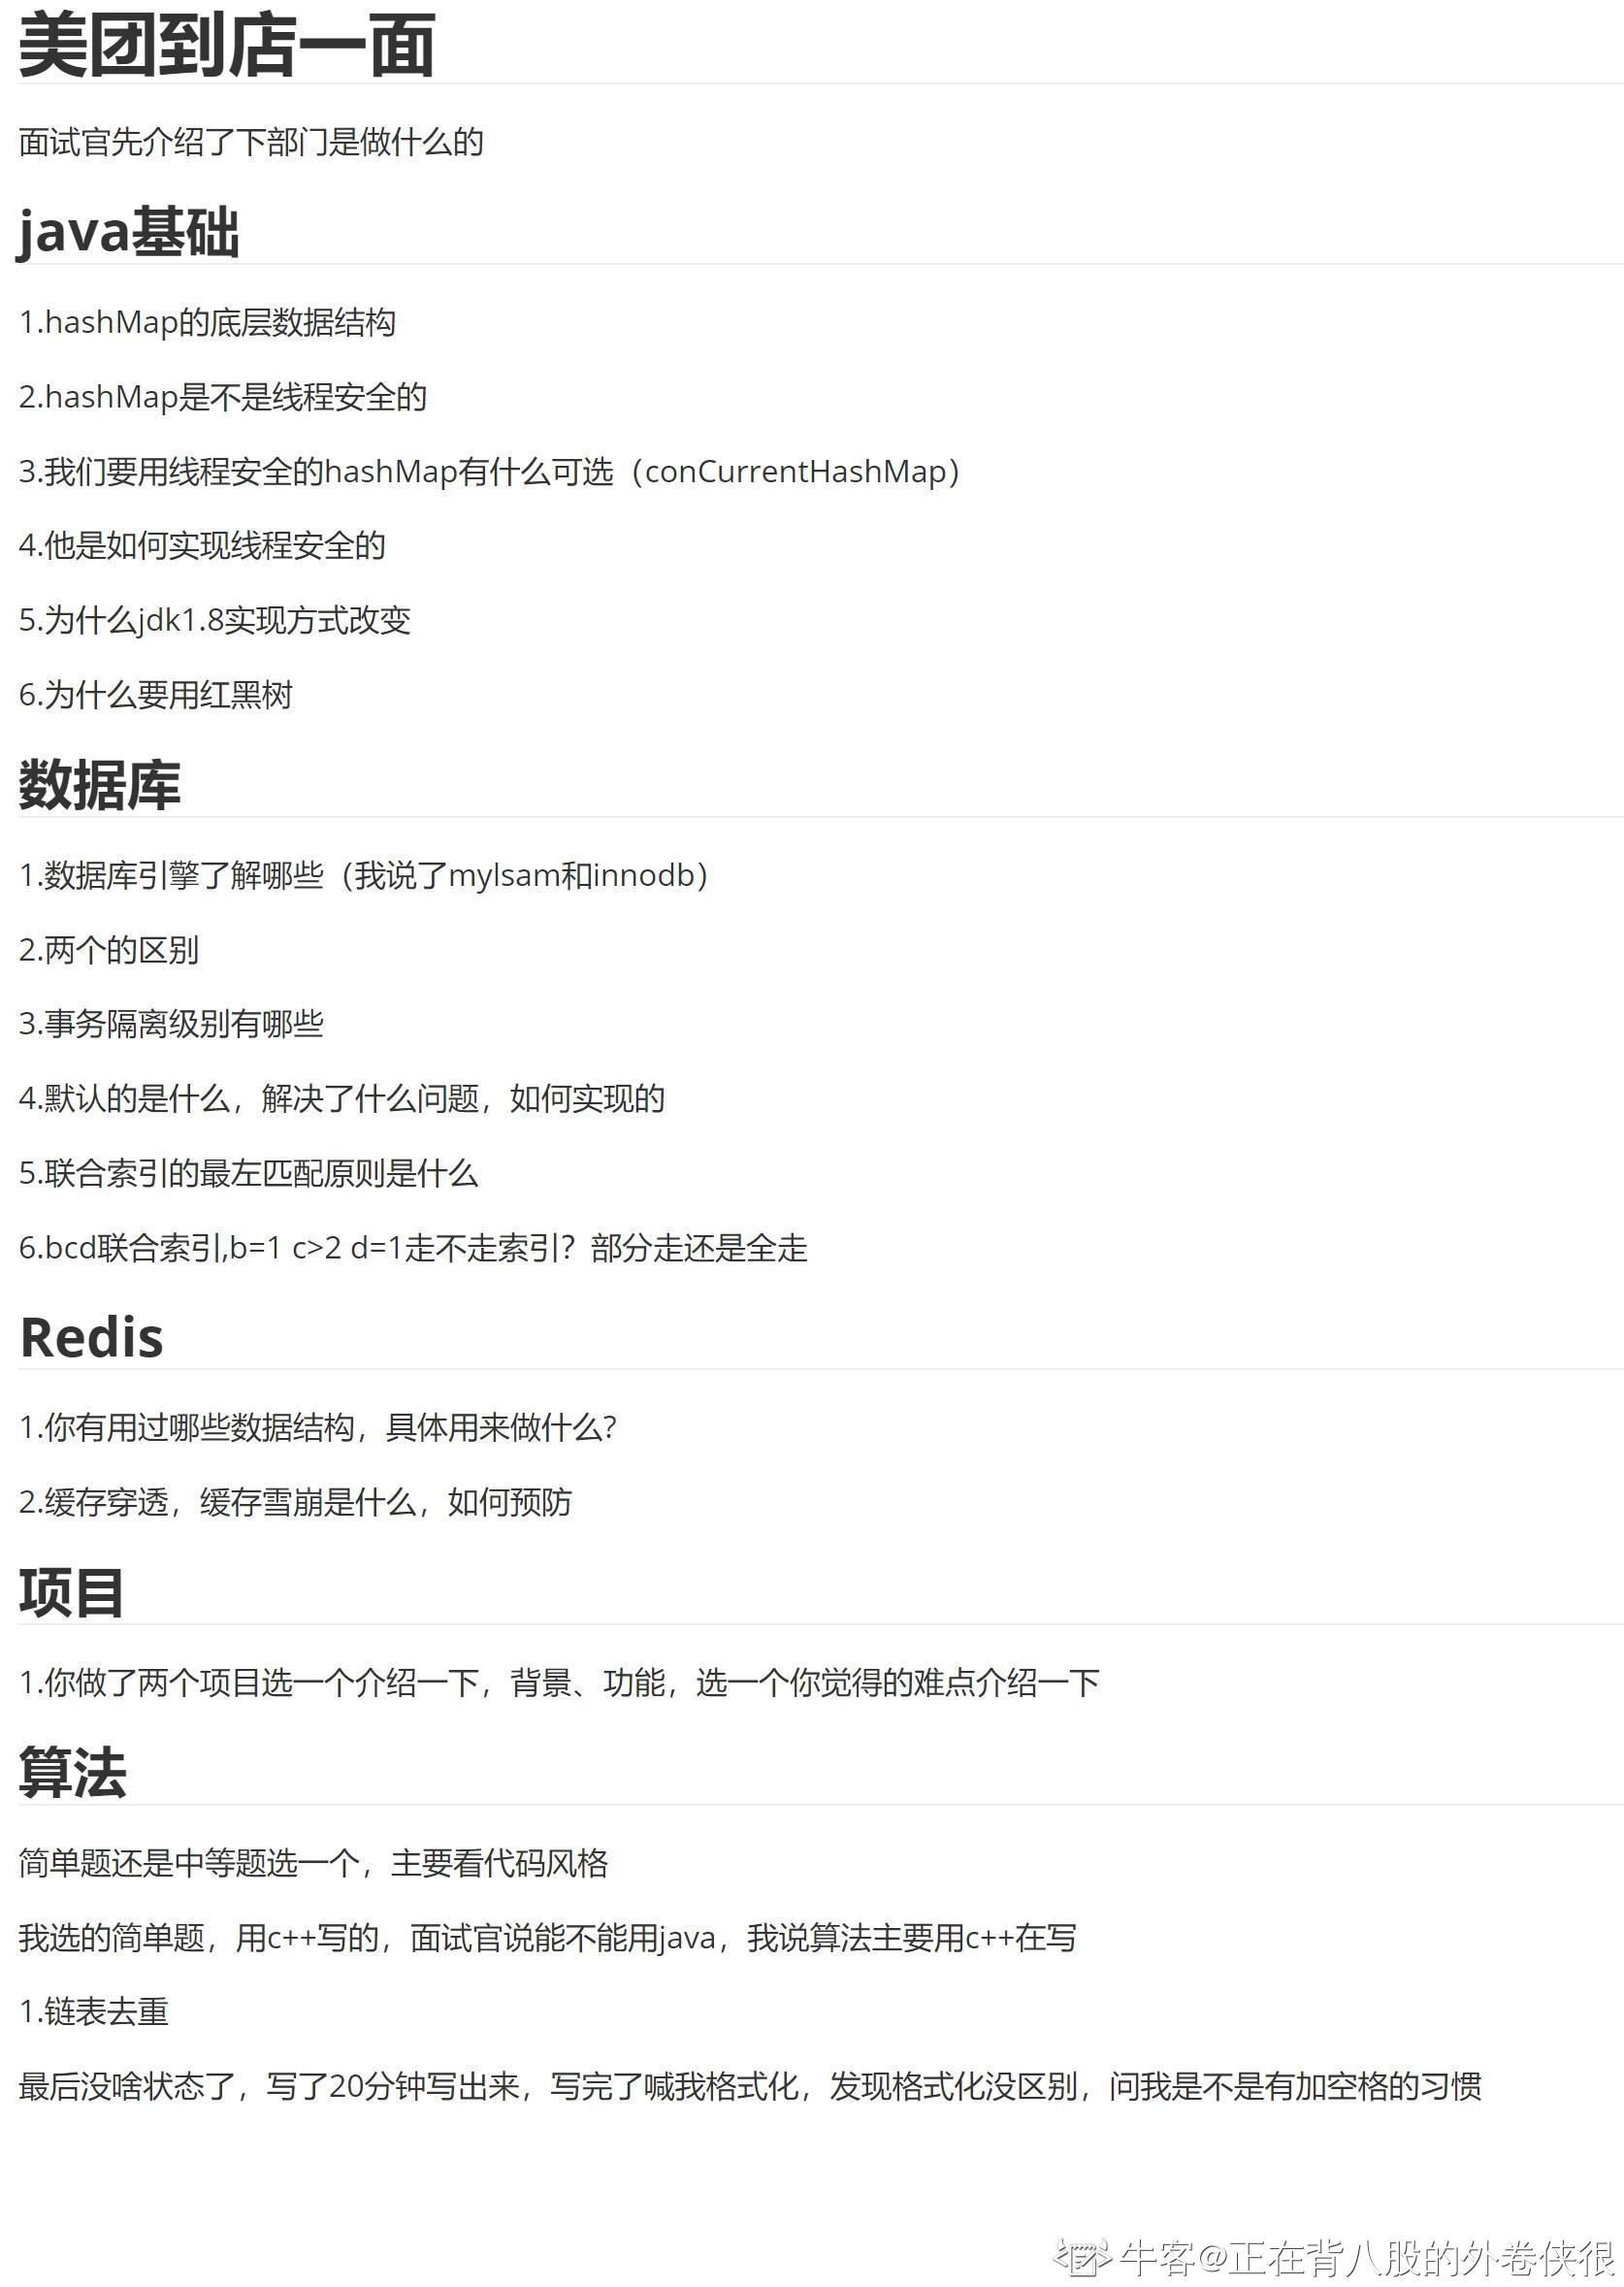 美团到店一面
面试官先介绍了下部门是做什么的
java基础
1.hashMap的底层数据结构
2.hashMap是不是线程安全的
3.我们要用线程安全的hashMap有什么可选（conCurrentHashMap）
4.他是如何实现线程安全的
5.为什么jdk1.8实现方式改变
6.为什么要用红黑树
数据库
1.数据库引擎了解哪些（我说了mylsam和innodb）
2.两个的区别
3.事务隔离级别有哪些
4.默认的是什么，解决了什么问题，如何实现的
5.联合索引的最左匹配原则是什么
6.bcd联合索引,b=1 c>2 d=1走不走索引？部分走还是全走
Redis
1.你有用过哪些数据结构，具体用来做什么?
2.缓存穿透，缓存雪崩是什么，如何预防
项目
1.你做了两个项目选一个介绍一下，背景、功能，选一个你觉得的难点介绍一下
算法
简单题还是中等题选一个，主要看代码风格
我选的简单题，用c++写的，面试官说能不能用java，我说算法主要用c++在写
1.链表去重
最后没啥状态了，写了20分钟写出来，写完了喊我格式化，发现格式化没区别，问我是不是有加空格的习惯
牛客@正在背八股的外卷侠很